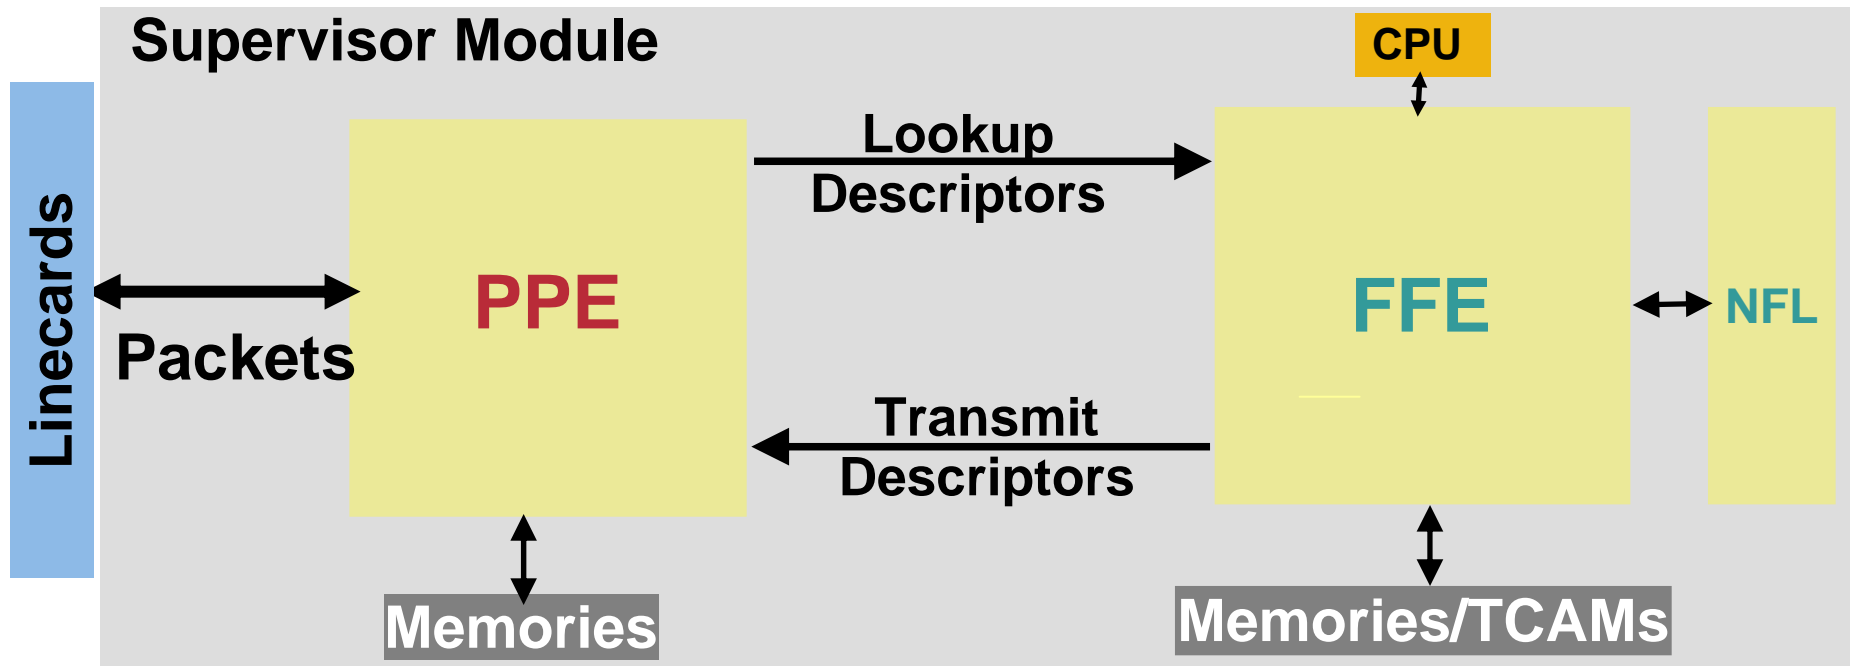 Supervisor Module
CPU
Linecards
Packets
PPE
Lookup
Descriptors
FFE
NFL
Transmit
Descriptors
Memories
Memories/TCAMs